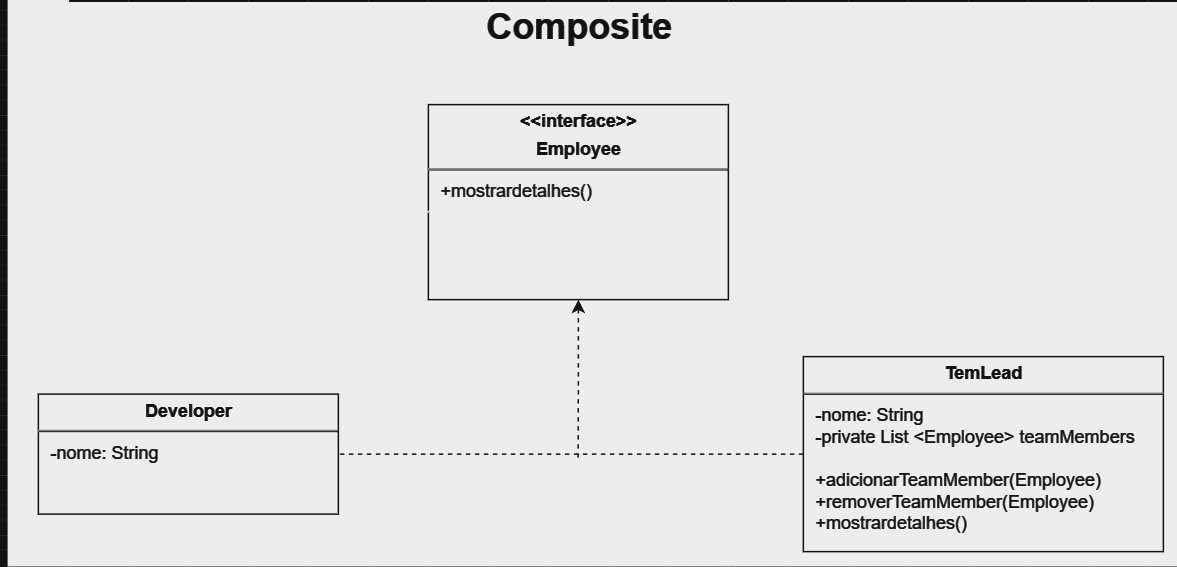 Composite
<<interface>>
Employee
+mostrardetalhes()
Developer
-nome: String
TemLead
-nome: String
-private List <Employee> teamMembers
+adicionarTeamMember(Employee)
+removerTeamMember(Employee)
+mostrardetalhes()